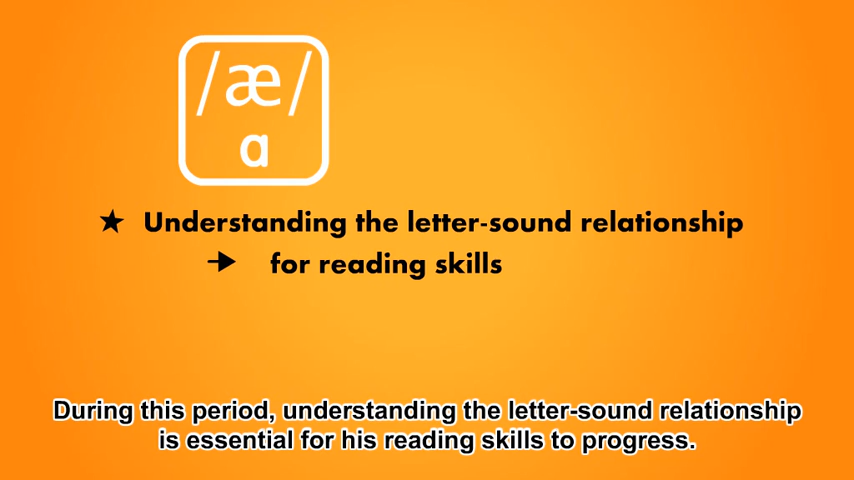 /æ/
a
★ Understanding the letter-sound relationship
→ for reading skills
During this period, understanding the letter-sound relationship
is essential for his reading skills to progress.